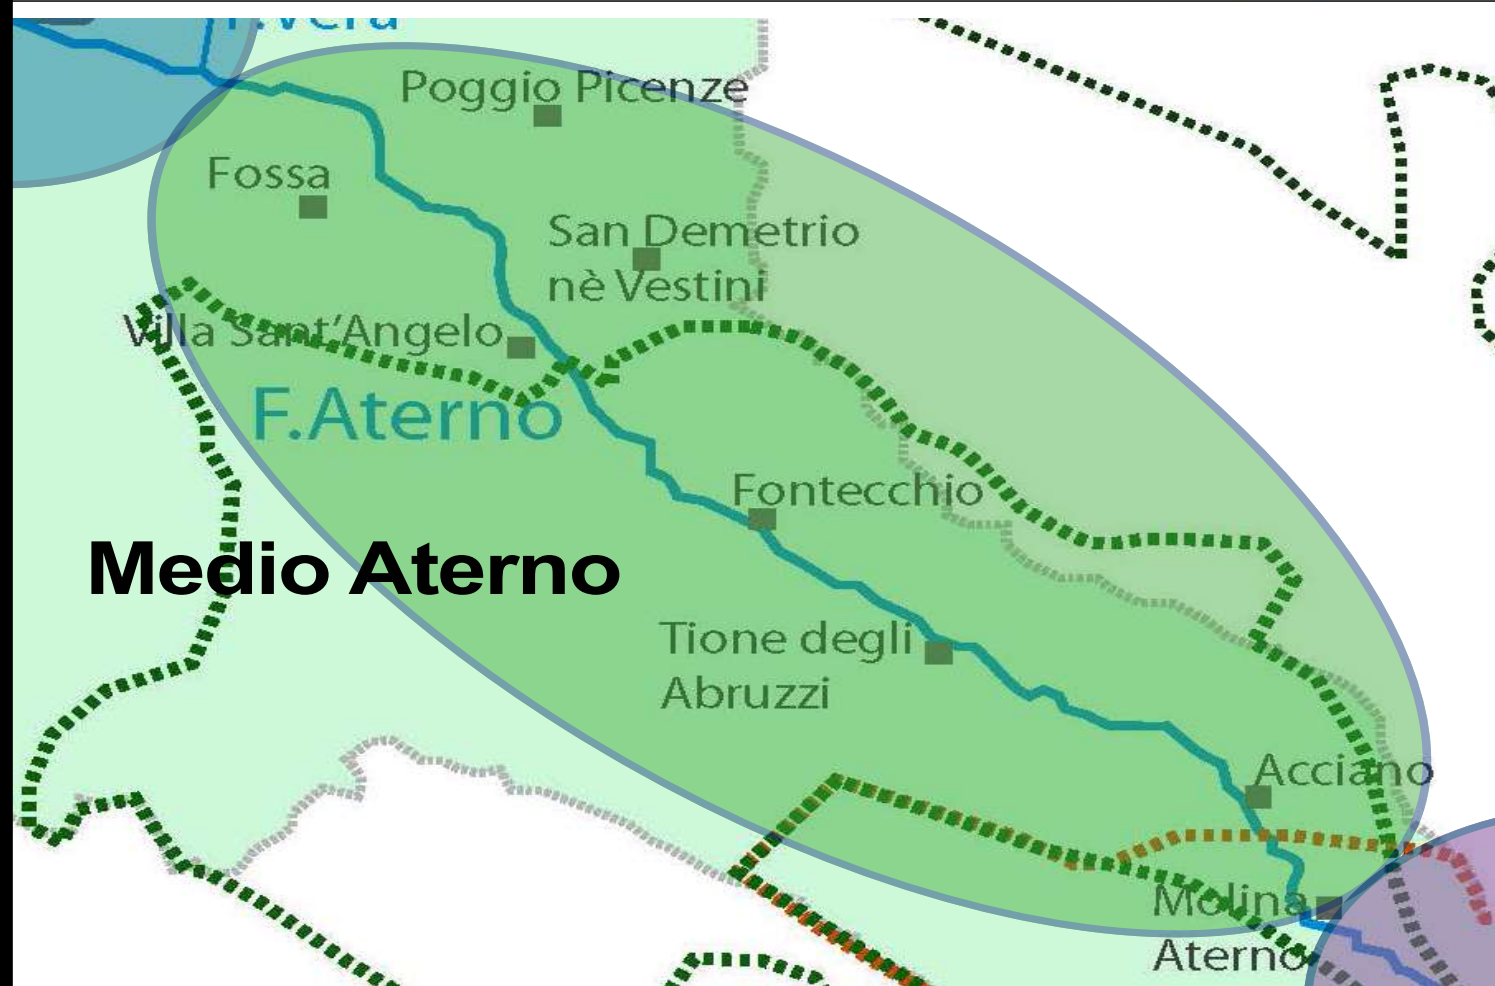 F.Vera
Poggio Picenze
Fossa
San Demetrio
nè Vestini
Villa Sant'Angelo
F.Aterno
Fontecchio
Medio Aterno
Tione degli
Abruzzi
Acciano
Molina
Aterno